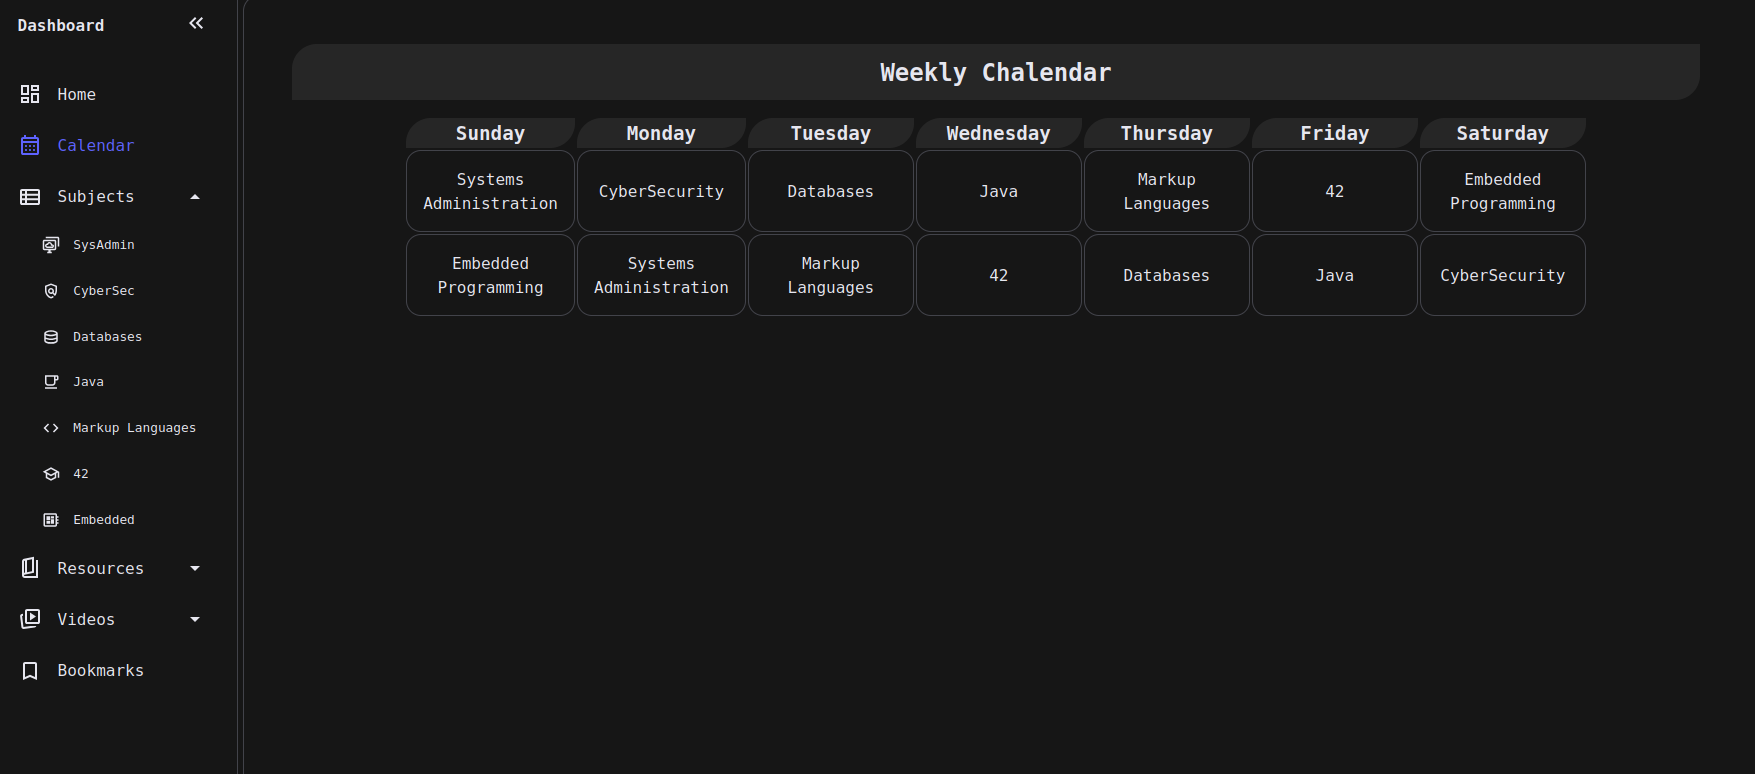 Dashboard
Home
Calendar
Subjects
SysAdmin
CyberSec
Databases
Java
Markup Languages
42
Embedded
Resources
Videos
Bookmarks
Weekly Chalendar
Sunday Monday Tuesday Wednesday Thursday Friday Saturday
Systems
Administration
CyberSecurity
Databases
Java
Markup
Languages
42
Embedded
Programming
Embedded
Programming
Systems
Administration
Markup
Languages
42
Databases
Java
CyberSecurity